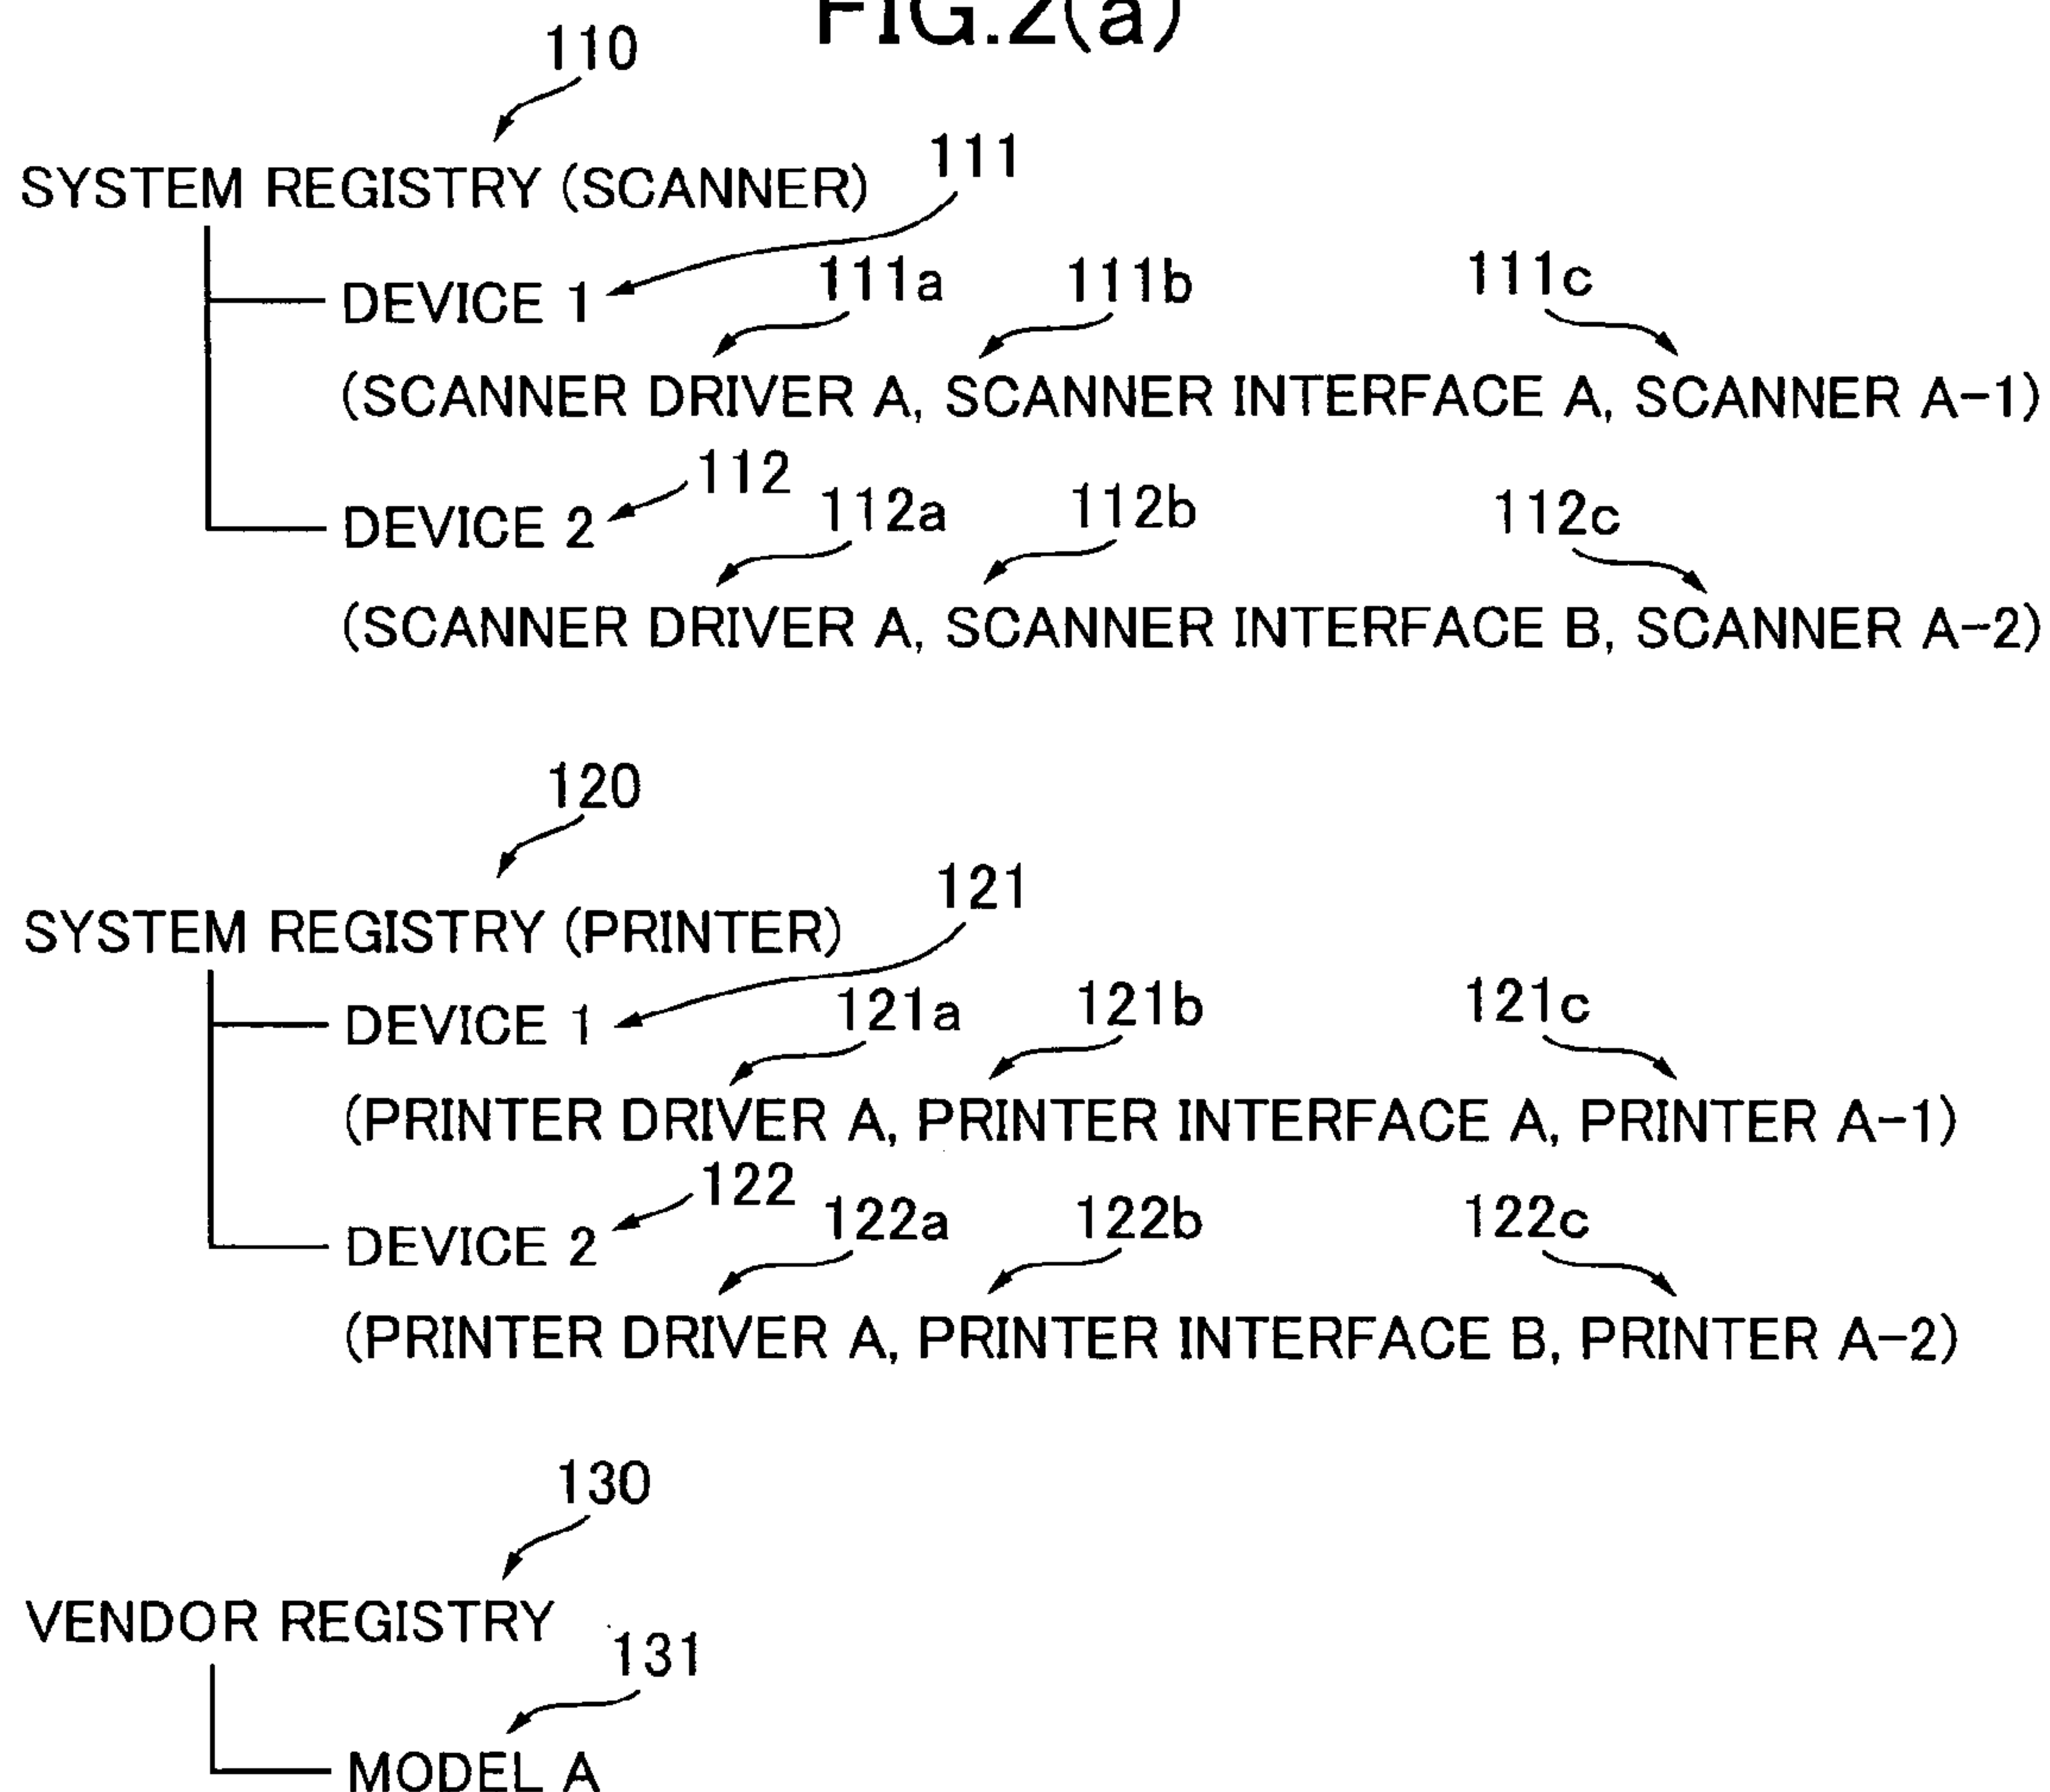 FIG.2(a)
110
SYSTEM REGISTRY (SCANNER)
111
DEVICE 1
111a
111b
111c
(SCANNER DRIVER A, SCANNER INTERFACE A, SCANNER A-1)
112
DEVICE 2
112a
112b
112c
(SCANNER DRIVER A, SCANNER INTERFACE B, SCANNER A-2)
120
SYSTEM REGISTRY (PRINTER)
121
DEVICE 1
121a
121b
121c
(PRINTER DRIVER A, PRINTER INTERFACE A, PRINTER A-1)
122
DEVICE 2
122a
122b
122c
(PRINTER DRIVER A, PRINTER INTERFACE B, PRINTER A-2)
130
VENDOR REGISTRY
131
MODEL A